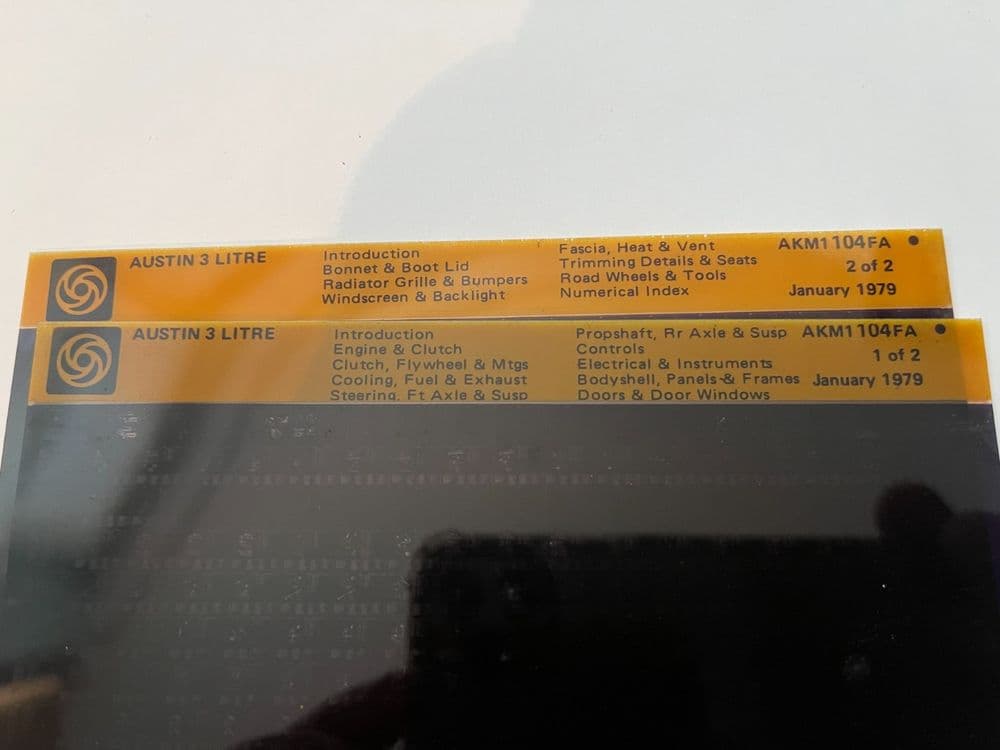 AUSTIN 3 LITRE
Introduction
Bonnet & Boot Lid
Radiator Grille & Bumpers
Windscreen & Backlight
Fascia, Heat & Vent
Trimming Details & Seats
Road Wheels & Tools
Numerical Index
AKM1104FA
2 of 2
January 1979
AUSTIN 3 LITRE
Introduction
Engine & Clutch
Clutch, Flywheel & Mtgs
Cooling, Fuel & Exhaust
Steering, Ft Axle & Susp
Propshaft, Rr Axle & Susp
Controls
Electrical & Instruments
Bodyshell, Panels & Frames
Doors & Door Windows
AKM1104FA
1 of 2
January 1979